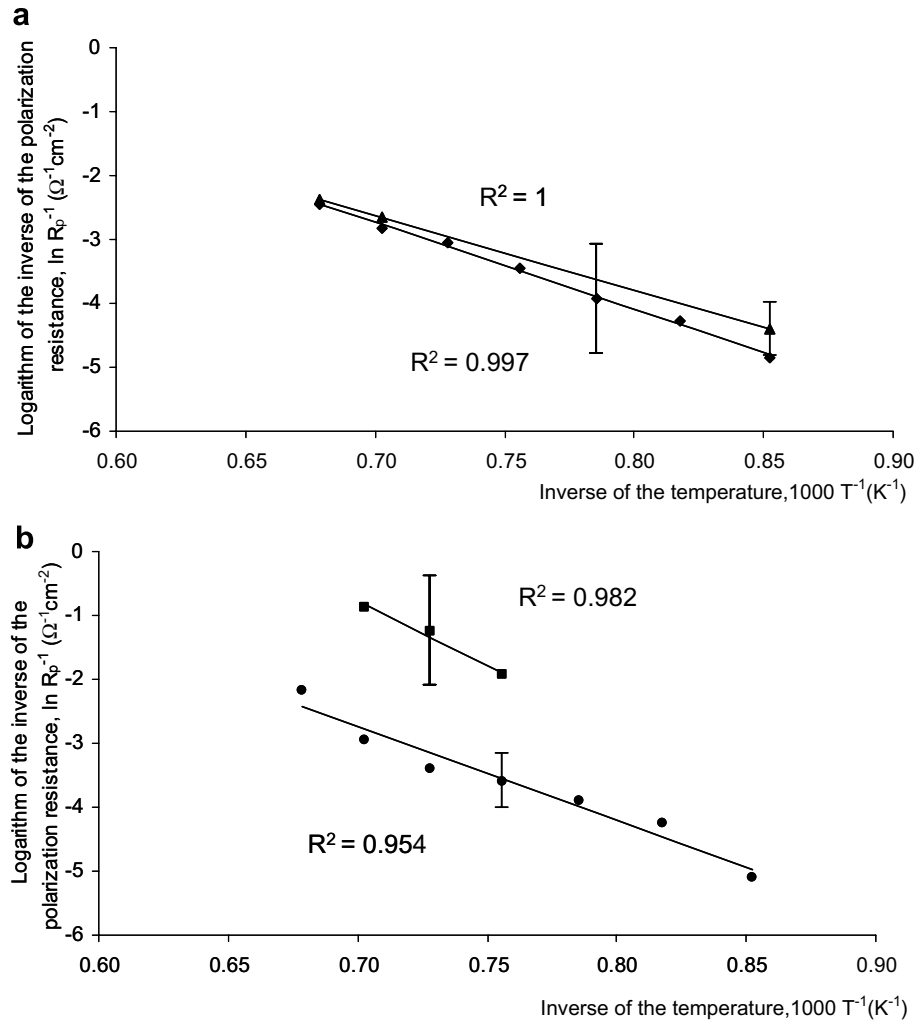 a
Logarithm of the inverse of the polarization
resistance, ln Rp⁻¹ (Ω⁻¹cm⁻²)
0
-1
-2
-3
-4
-5
-6
R² = 1
R² = 0.997
0.60 0.65 0.70 0.75 0.80 0.85 0.90
Inverse of the temperature,1000 T⁻¹(K⁻¹)
b
Logarithm of the inverse of the
polarization resistance, ln Rp⁻¹ (Ω⁻¹cm⁻²)
0
-1
-2
-3
-4
-5
-6
R² = 0.982
R² = 0.954
0.60 0.65 0.70 0.75 0.80 0.85 0.90
Inverse of the temperature,1000 T⁻¹(K⁻¹)